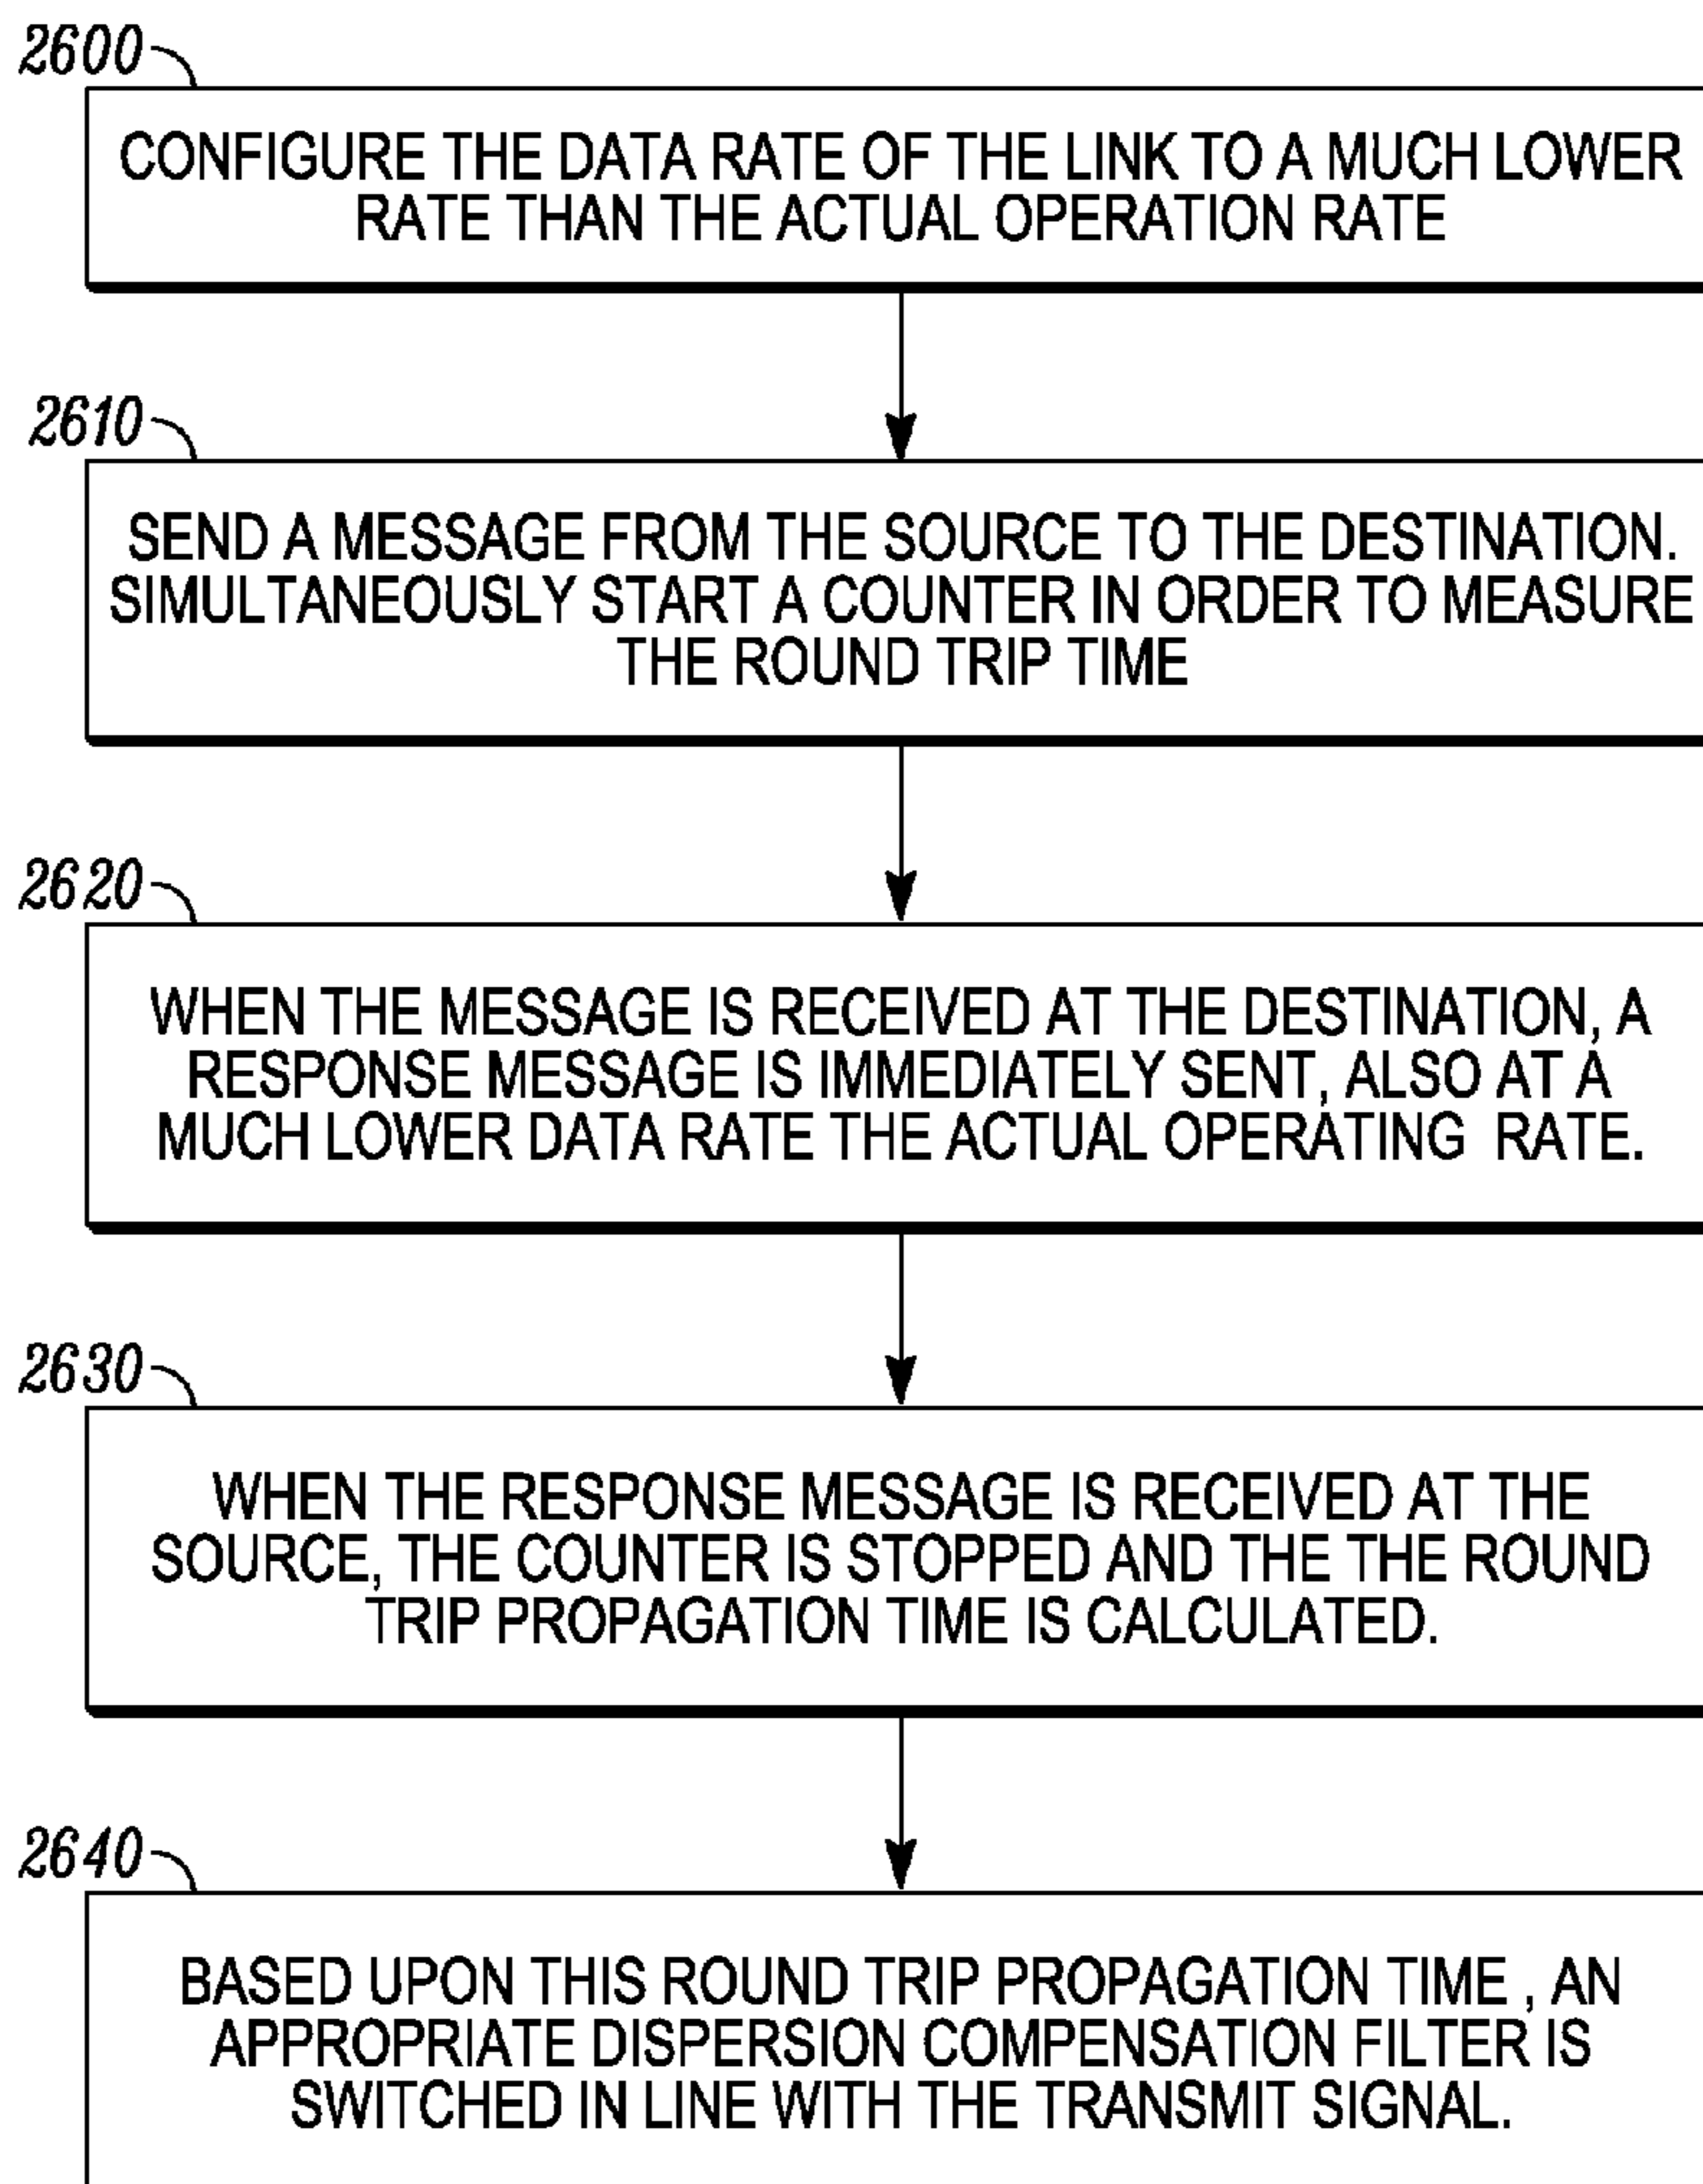 2600
CONFIGURE THE DATA RATE OF THE LINK TO A MUCH LOWER
RATE THAN THE ACTUAL OPERATION RATE
2610
SEND A MESSAGE FROM THE SOURCE TO THE DESTINATION.
SIMULTANEOUSLY START A COUNTER IN ORDER TO MEASURE
THE ROUND TRIP TIME
2620
WHEN THE MESSAGE IS RECEIVED AT THE DESTINATION, A
RESPONSE MESSAGE IS IMMEDIATELY SENT, ALSO AT A
MUCH LOWER DATA RATE THE ACTUAL OPERATING RATE.
2630
WHEN THE RESPONSE MESSAGE IS RECEIVED AT THE
SOURCE, THE COUNTER IS STOPPED AND THE THE ROUND
TRIP PROPAGATION TIME IS CALCULATED.
2640
BASED UPON THIS ROUND TRIP PROPAGATION TIME , AN
APPROPRIATE DISPERSION COMPENSATION FILTER IS
SWITCHED IN LINE WITH THE TRANSMIT SIGNAL.